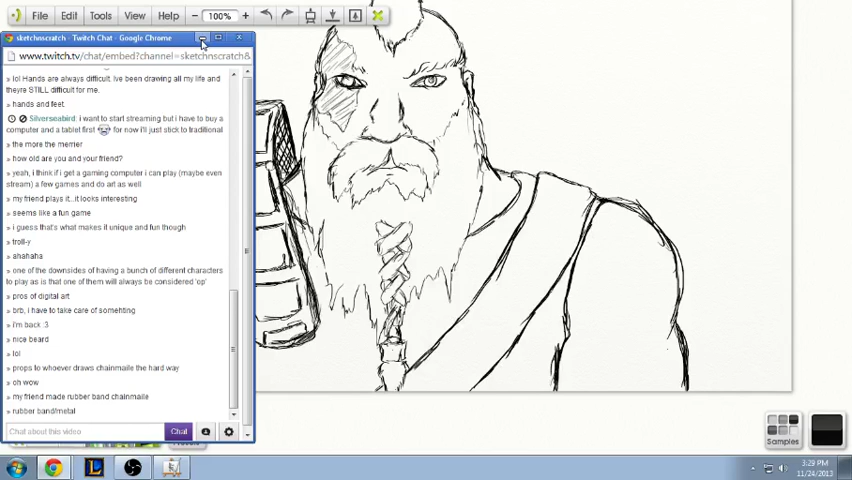 File Edit Tools View Help − 100% +
sketchnscratch - Twitch Chat - Google Chrome
www.twitch.tv/chat/embed?channel=sketchnscratch&
» lol Hands are always difficult. Ive been drawing all my life and
theyre STILL difficult for me.
» hands and feet.
Silverseabird: i want to start streaming but i have to buy a
computer and a tablet first for now i'll just stick to traditional
» the more the merrier
» how old are you and your friend?
» yeah, i think if i get a gaming computer i can play (maybe even
stream) a few games and do art as well
» my friend plays it...it looks interesting
» seems like a fun game
» i guess that's what makes it unique and fun though
» troll-y
» ahahaha
» one of the downsides of having a bunch of different characters
to play as is that one of them will always be considered 'op'
» pros of digital art
» brb, i have to take care of somehting
» i'm back :3
» nice beard
» lol
» props to whoever draws chainmaile the hard way
» oh wow
» my friend made rubber band chainmaile
» rubber band/metal
Chat about this video Chat
Samples
3:29 PM
11/24/2013